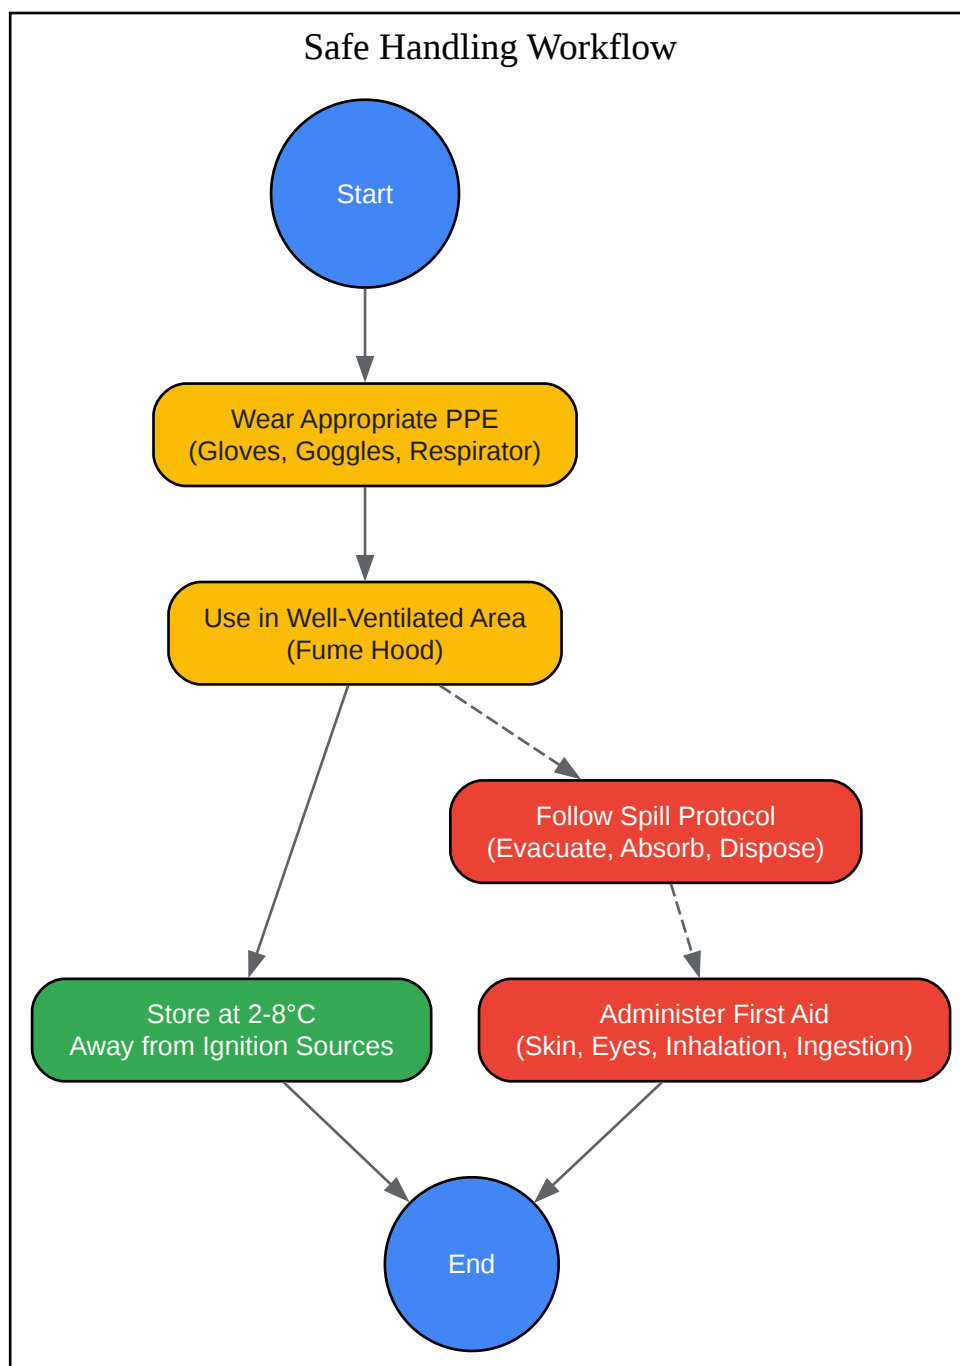 Safe Handling Workflow
Start
Wear Appropriate PPE
(Gloves, Goggles, Respirator)
Use in Well-Ventilated Area
(Fume Hood)
Follow Spill Protocol
(Evacuate, Absorb, Dispose)
Store at 2-8°C
Away from Ignition Sources
Administer First Aid
(Skin, Eyes, Inhalation, Ingestion)
End